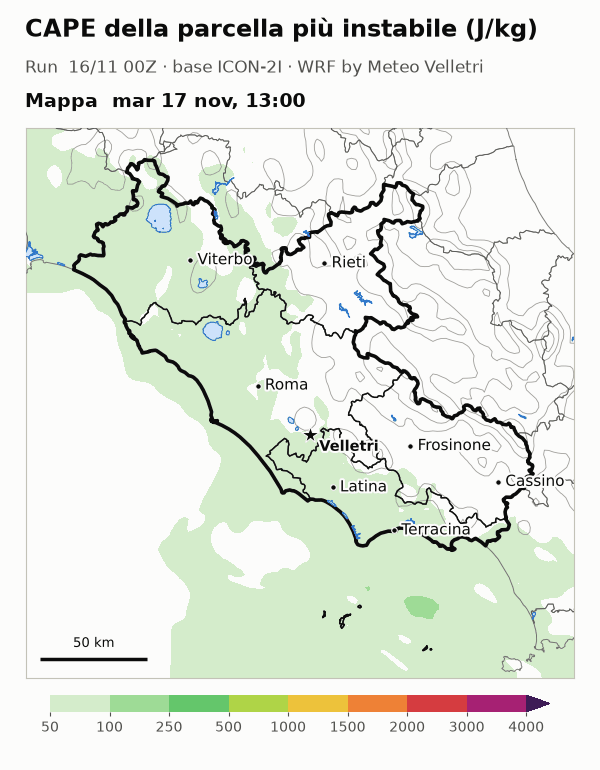 CAPE della parcella più instabile (J/kg)
Run 16/11 00Z · base ICON-2I · WRF by Meteo Velletri
Mappa mar 17 nov, 13:00
Viterbo
Rieti
Roma
Velletri
Frosinone
Cassino
Latina
Terracina
50 km
50 100 250 500 1000 1500 2000 3000 4000